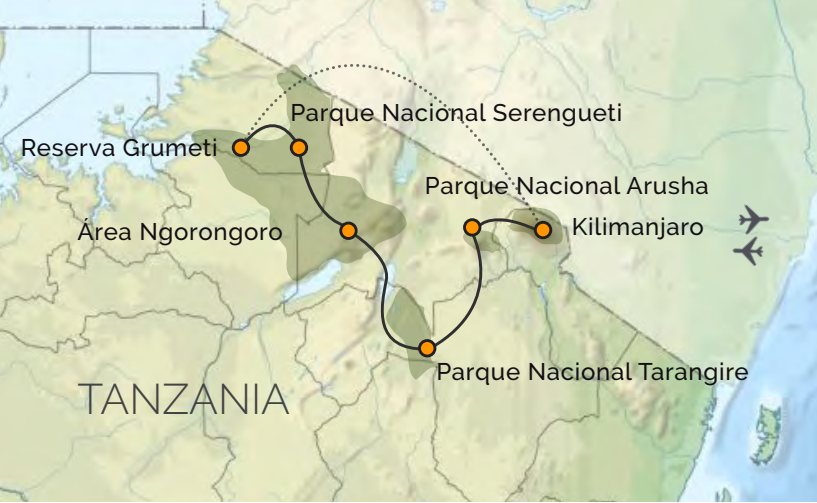 Parque Nacional Serengueti
Reserva Grumeti
Parque Nacional Arusha
Área Ngorongoro
Kilimanjaro
Parque Nacional Tarangire
TANZANIA